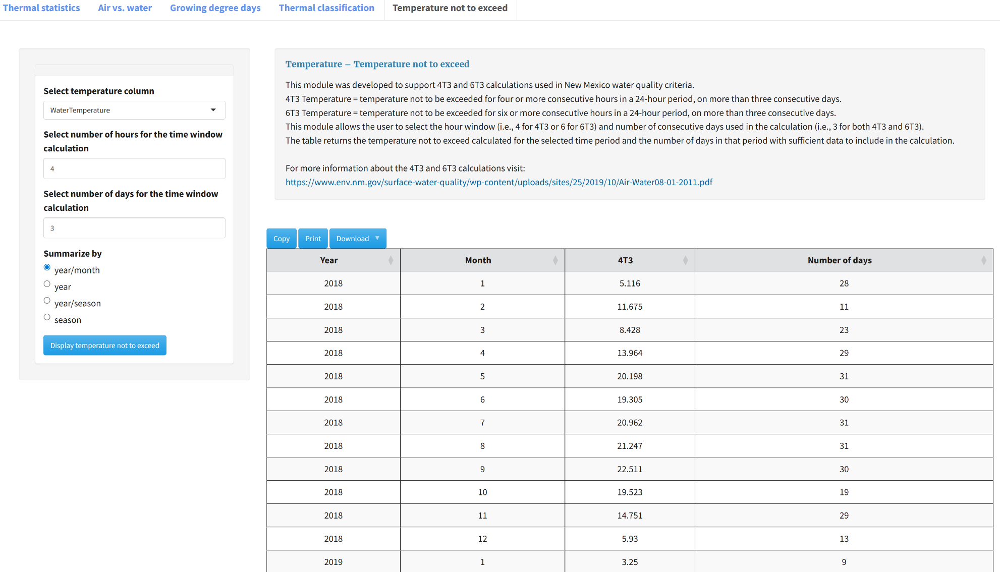 Thermal statistics Air vs. water Growing degree days Thermal classification Temperature not to exceed
Select temperature column
WaterTemperature
Select number of hours for the time window
calculation
4
Select number of days for the time window
calculation
3
Summarize by
year/month
year
year/season
season
Display temperature not to exceed
Temperature – Temperature not to exceed
This module was developed to support 4T3 and 6T3 calculations used in New Mexico water quality criteria.
4T3 Temperature = temperature not to be exceeded for four or more consecutive hours in a 24-hour period, on more than three consecutive days.
6T3 Temperature = temperature not to be exceeded for six or more consecutive hours in a 24-hour period, on more than three consecutive days.
This module allows the user to select the hour window (i.e., 4 for 4T3 or 6 for 6T3) and number of consecutive days used in the calculation (i.e., 3 for both 4T3 and 6T3).
The table returns the temperature not to exceed calculated for the selected time period and the number of days in that period with sufficient data to include in the calculation.
For more information about the 4T3 and 6T3 calculations visit:
https://www.env.nm.gov/surface-water-quality/wp-content/uploads/sites/25/2019/10/Air-Water08-01-2011.pdf
Copy Print Download
Year Month 4T3 Number of days
2018 1 5.116 28
2018 2 11.675 11
2018 3 8.428 23
2018 4 13.964 29
2018 5 20.198 31
2018 6 19.305 30
2018 7 20.962 31
2018 8 21.247 31
2018 9 22.511 30
2018 10 19.523 19
2018 11 14.751 29
2018 12 5.93 13
2019 1 3.25 9